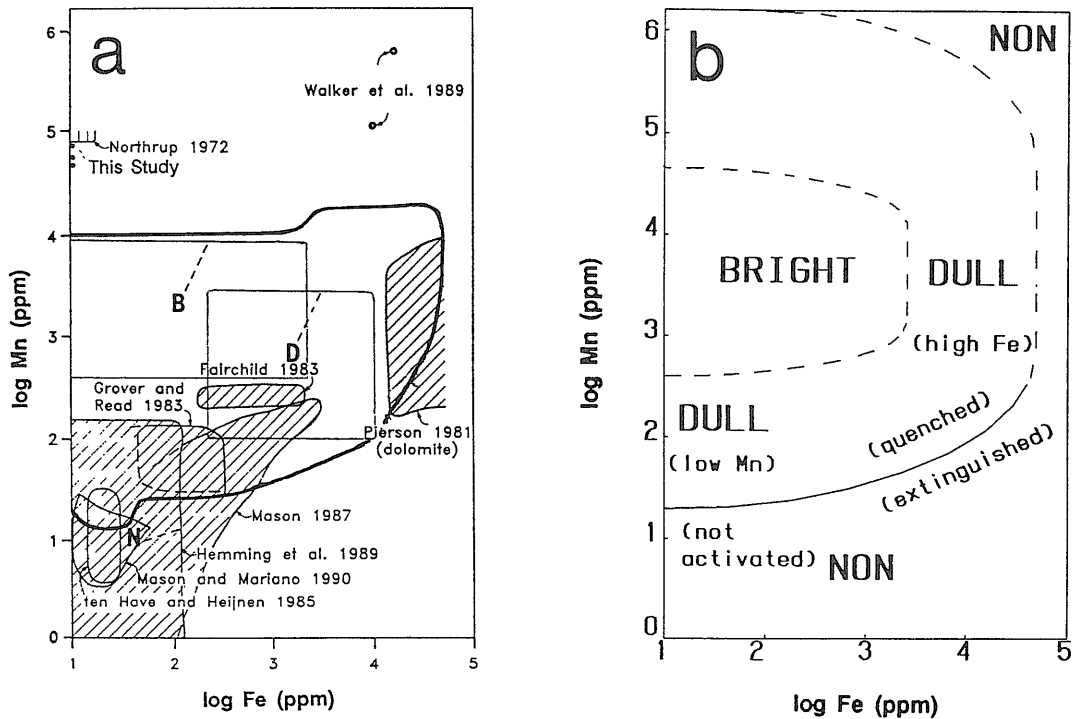 a
6
5
4
3
2
1
0
log Mn (ppm)
Walker et al. 1989
Northrup 1972
This Study
B
D
Fairchild 1983
Grover and
Read 1983
Pierson 1981
(dolomite)
N
Mason 1987
Hemming et al. 1989
Mason and Mariano 1990
ten Have and Heijnen 1985
1
2
3
4
5
log Fe (ppm)
b
6
5
4
3
2
1
0
log Mn (ppm)
NON
BRIGHT
DULL
(high Fe)
DULL
(low Mn)
(quenched)
(extinguished)
(not
activated)
NON
1
2
3
4
5
log Fe (ppm)